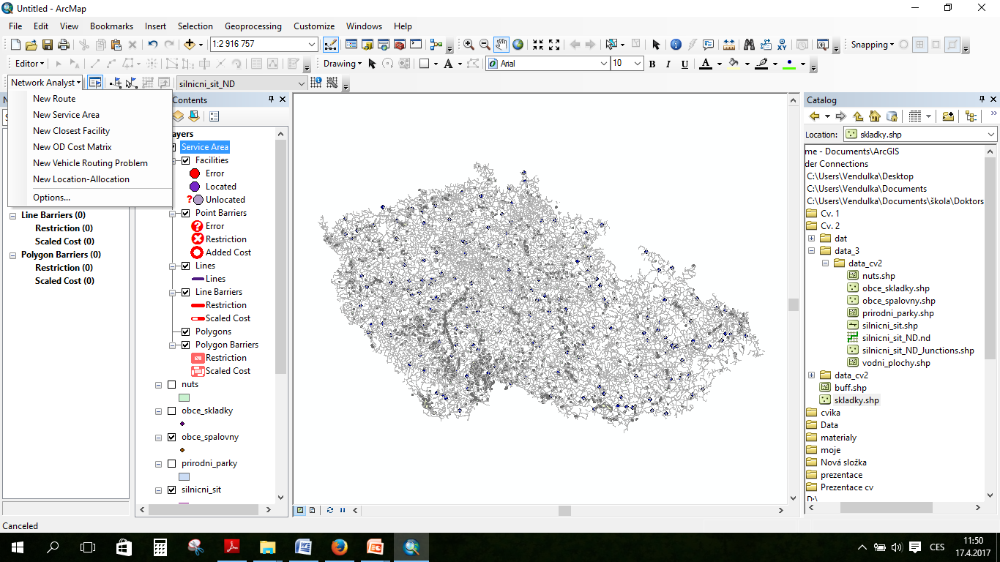 Untitled - ArcMap
File Edit View Bookmarks Insert Selection Geoprocessing Customize Windows Help
1:2 916 757
Snapping
Editor
Drawing
Arial
10
B I U A
Network Analyst
silnicni_sit_ND
New Route
New Service Area
New Closest Facility
New OD Cost Matrix
New Vehicle Routing Problem
New Location-Allocation
Options...
Line Barriers (0)
Restriction (0)
Scaled Cost (0)
Polygon Barriers (0)
Restriction (0)
Scaled Cost (0)
Contents
ayers
Service Area
Facilities
Error
Located
Unlocated
Point Barriers
Error
Restriction
Added Cost
Lines
Lines
Line Barriers
Restriction
Scaled Cost
Polygons
Polygon Barriers
Restriction
Scaled Cost
nuts
obce_skladky
obce_spalovny
prirodni_parky
silnicni_sit
Catalog
Location: skladky.shp
me - Documents\ArcGIS
der Connections
C:\Users\Vendulka\Desktop
C:\Users\Vendulka\Documents
C:\Users\Vendulka\Documents\škola\Doktors
Cv. 1
Cv. 2
dat
data_3
data_cv2
nuts.shp
obce_skladky.shp
obce_spalovny.shp
prirodni_parky.shp
silnicni_sit.shp
silnicni_sit_ND.nd
silnicni_sit_ND_Junctions.shp
vodni_plochy.shp
data_cv2
buff.shp
skladky.shp
cvika
Data
materialy
moje
Nová složka
prezentace
Prezentace cv
D:\
Canceled
CES
11:50
17.4.2017